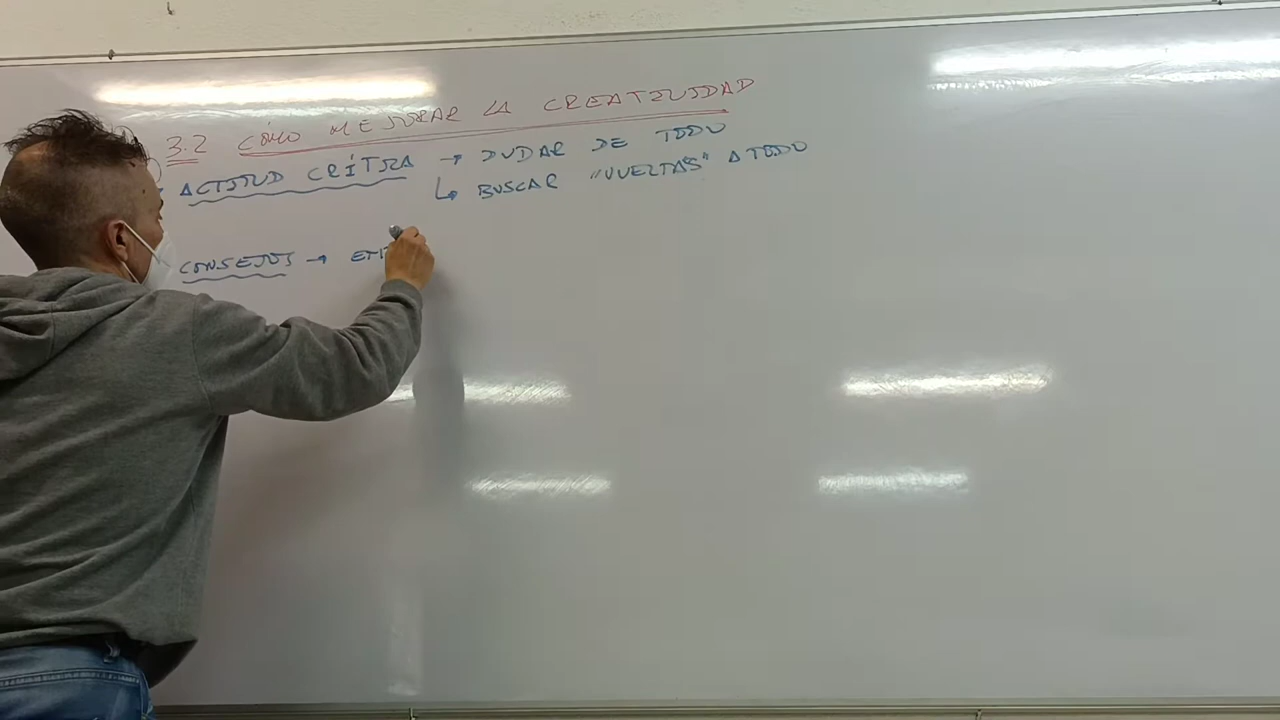 3.2 CÓMO MEJORAR LA CREATIVIDAD
ACTITUD CRÍTICA → DUDAR DE TODO
↳ BUSCAR "VUELTAS" A TODO
CONSEJOS →